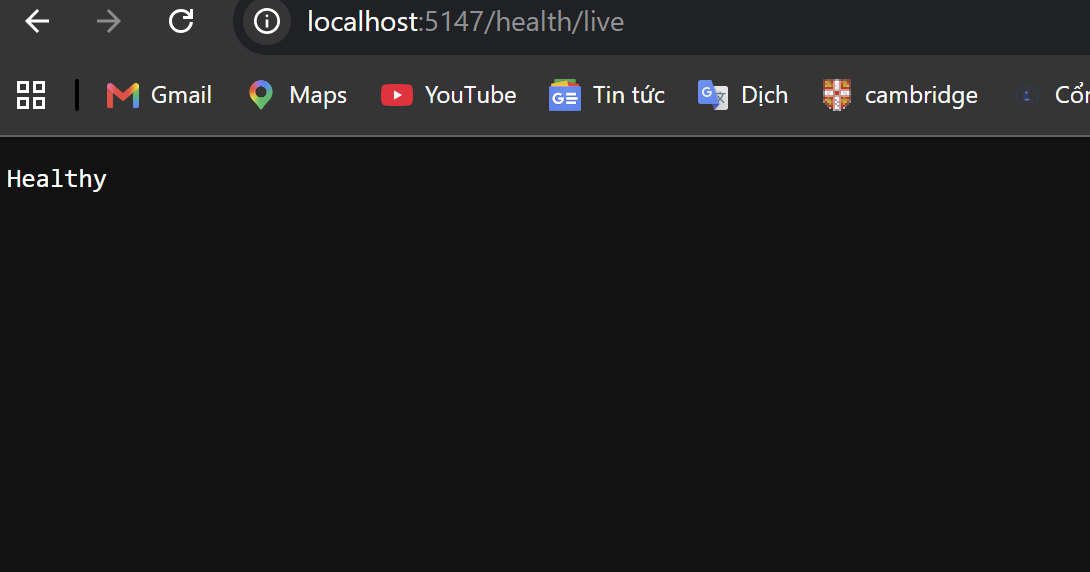 localhost:5147/health/live
Gmail Maps YouTube Tin tức Dịch cambridge
Healthy